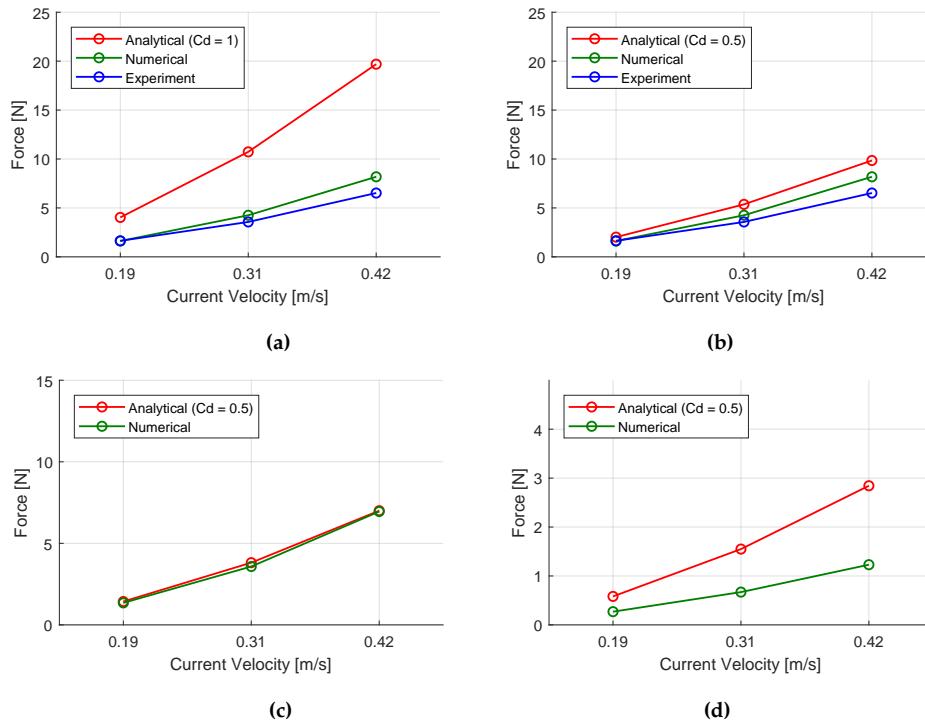 25
20
15
10
5
0
Force [N]
Analytical (Cd = 1)
Numerical
Experiment
0.19 0.31 0.42
Current Velocity [m/s]
(a)
25
20
15
10
5
0
Force [N]
Analytical (Cd = 0.5)
Numerical
Experiment
0.19 0.31 0.42
Current Velocity [m/s]
(b)
15
10
5
0
Force [N]
Analytical (Cd = 0.5)
Numerical
0.19 0.31 0.42
Current Velocity [m/s]
(c)
4
3
2
1
0
Force [N]
Analytical (Cd = 0.5)
Numerical
0.19 0.31 0.42
Current Velocity [m/s]
(d)